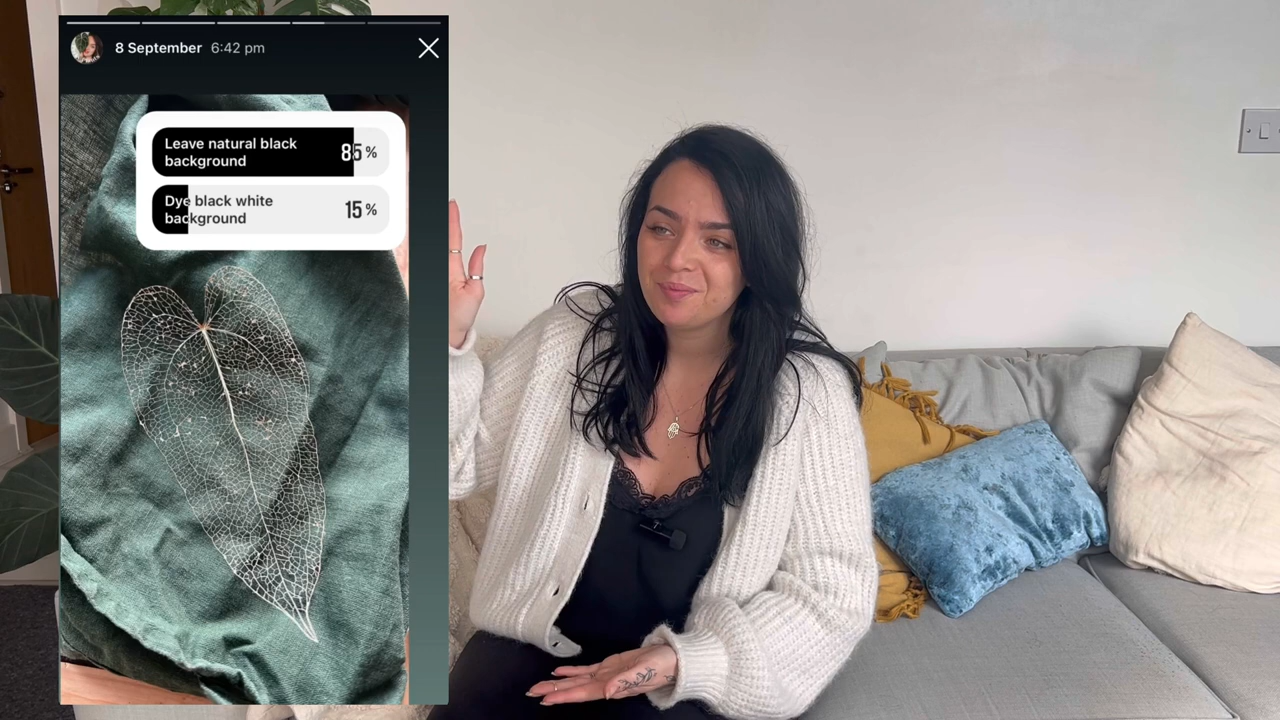 8 September 6:42 pm
Leave natural black
background
85%
Dye black white
background
15%